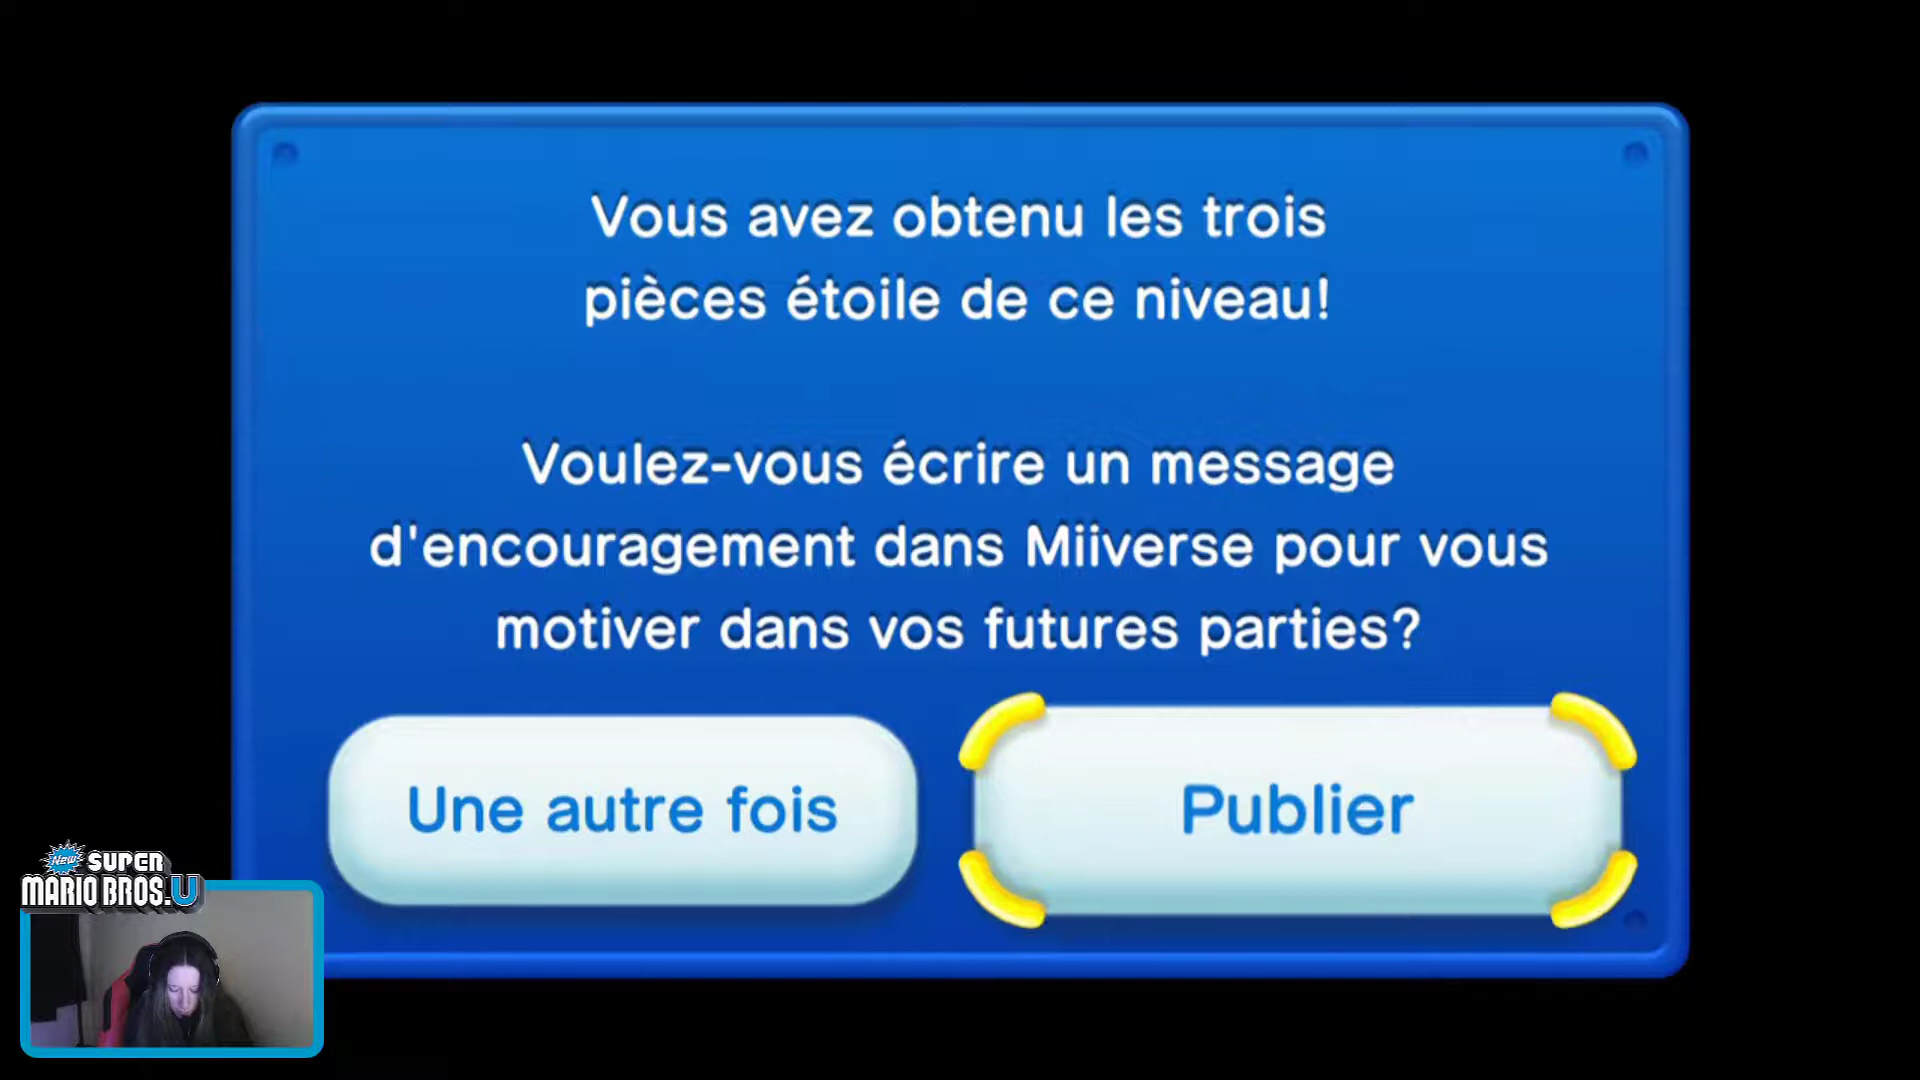 Vous avez obtenu les trois
pièces étoile de ce niveau!
Voulez-vous écrire un message
d'encouragement dans Miiverse pour vous
motiver dans vos futures parties?
Une autre fois
Publier
New SUPER
MARIO BROS.U